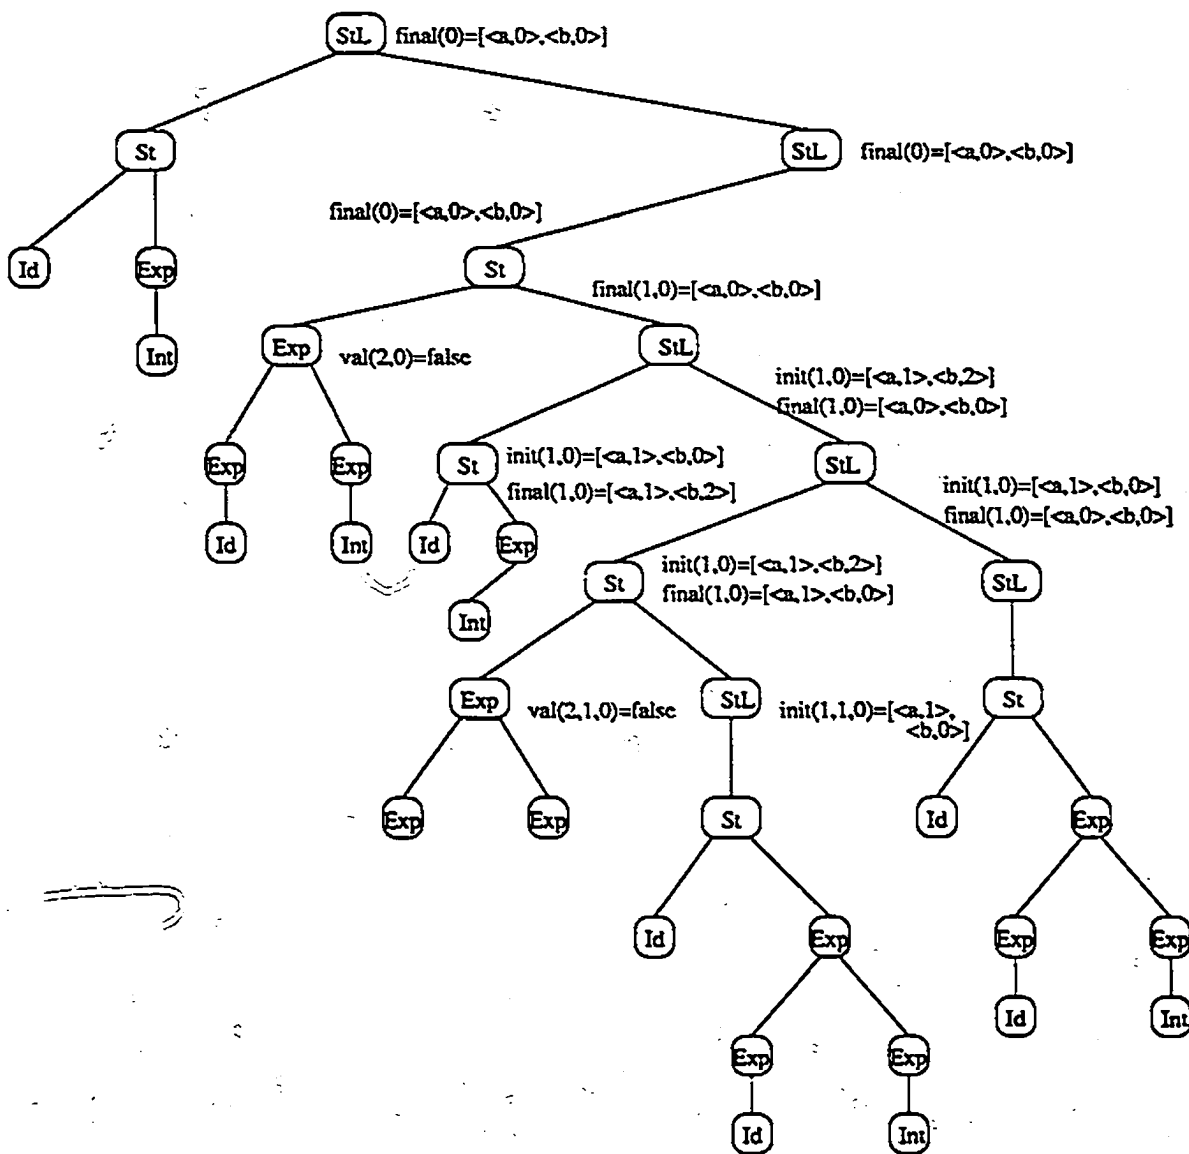 StL final(0)=[<a,0>,<b,0>]
St StL final(0)=[<a,0>,<b,0>]
final(0)=[<a,0>,<b,0>]
Id Exp St
final(1,0)=[<a,0>,<b,0>]
Int Exp val(2,0)=false StL
init(1,0)=[<a,1>,<b,2>]
final(1,0)=[<a,0>,<b,0>]
Exp Exp St init(1,0)=[<a,1>,<b,0>] StL
final(1,0)=[<a,1>,<b,2>]
init(1,0)=[<a,1>,<b,0>]
final(1,0)=[<a,0>,<b,0>]
Id Int Id Exp
St init(1,0)=[<a,1>,<b,2>] StL
final(1,0)=[<a,1>,<b,0>]
Int
Exp val(2,1,0)=false StL init(1,1,0)=[<a,1>, St
<b,0>]
Exp Exp St Id Exp
Id Exp Exp Exp
Id Int
Exp Exp
Id Int